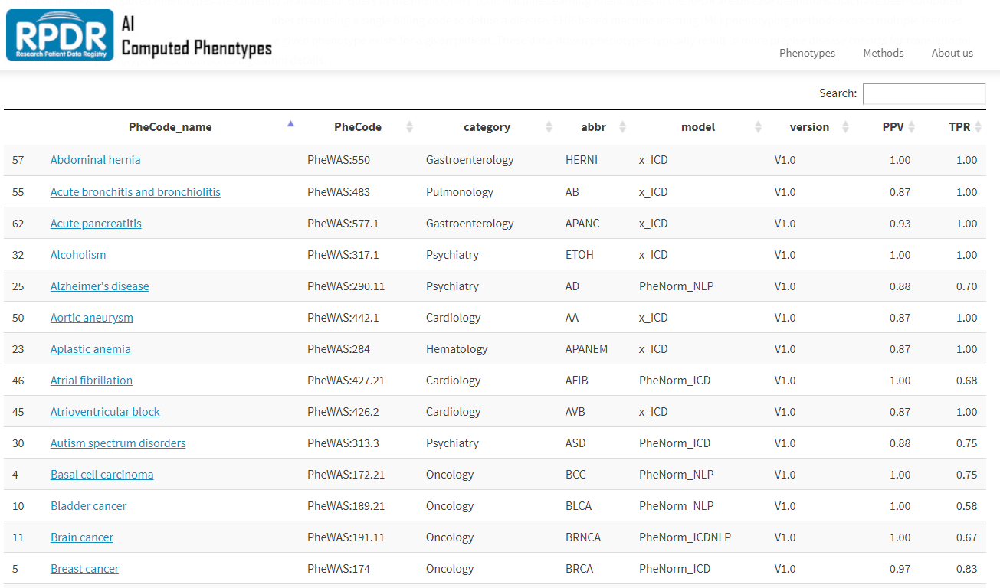 RPDR
Research Patient Data Registry
AI
Computed Phenotypes
Phenotypes Methods About us
Search:
PheCode_name PheCode category abbr model version PPV TPR
57 Abdominal hernia PheWAS:550 Gastroenterology HERNI x_ICD V1.0 1.00 1.00
55 Acute bronchitis and bronchiolitis PheWAS:483 Pulmonology AB x_ICD V1.0 0.87 1.00
62 Acute pancreatitis PheWAS:577.1 Gastroenterology APANC x_ICD V1.0 0.93 1.00
32 Alcoholism PheWAS:317.1 Psychiatry ETOH x_ICD V1.0 1.00 1.00
25 Alzheimer's disease PheWAS:290.11 Psychiatry AD PheNorm_NLP V1.0 0.88 0.70
50 Aortic aneurysm PheWAS:442.1 Cardiology AA x_ICD V1.0 0.87 1.00
23 Aplastic anemia PheWAS:284 Hematology APANEM x_ICD V1.0 0.87 1.00
46 Atrial fibrillation PheWAS:427.21 Cardiology AFIB PheNorm_ICD V1.0 1.00 0.68
45 Atrioventricular block PheWAS:426.2 Cardiology AVB x_ICD V1.0 0.87 1.00
30 Autism spectrum disorders PheWAS:313.3 Psychiatry ASD PheNorm_ICD V1.0 0.88 0.75
4 Basal cell carcinoma PheWAS:172.21 Oncology BCC PheNorm_NLP V1.0 1.00 0.75
10 Bladder cancer PheWAS:189.21 Oncology BLCA PheNorm_NLP V1.0 1.00 0.58
11 Brain cancer PheWAS:191.11 Oncology BRNCA PheNorm_ICDNLP V1.0 1.00 0.67
5 Breast cancer PheWAS:174 Oncology BRCA PheNorm_ICD V1.0 0.97 0.83